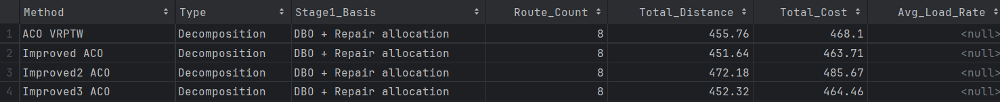 Method Type Stage1_Basis Route_Count Total_Distance Total_Cost Avg_Load_Rate
1 ACO VRPTW Decomposition DBO + Repair allocation 8 455.76 468.1 <null>
2 Improved ACO Decomposition DBO + Repair allocation 8 451.64 463.71 <null>
3 Improved2 ACO Decomposition DBO + Repair allocation 8 472.18 485.67 <null>
4 Improved3 ACO Decomposition DBO + Repair allocation 8 452.32 464.46 <null>